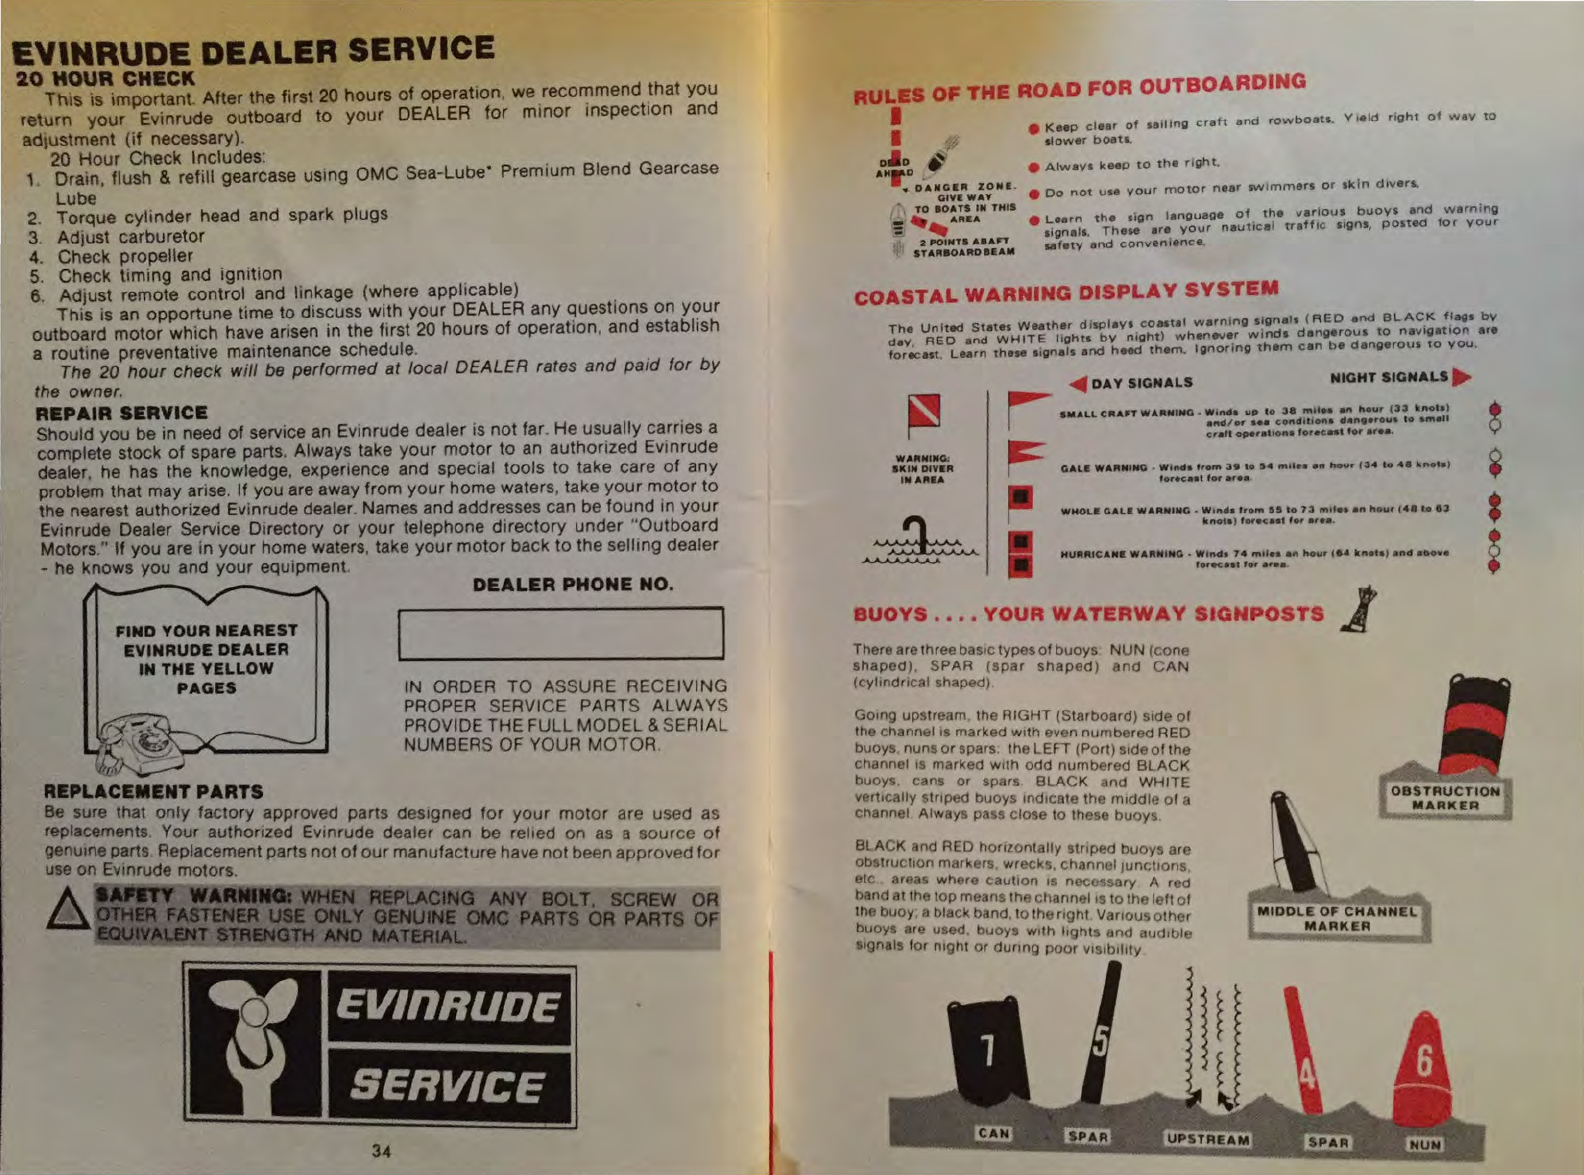 EVINRUDE DEALER SERVICE
20 HOUR CHECK
This is important. After the first 20 hours of operation, we recommend that you
return your Evinrude outboard to your DEALER for minor inspection and
adjustment (if necessary).
20 Hour Check Includes:
1. Drain, flush & refill gearcase using OMC Sea-Lube* Premium Blend Gearcase
Lube
2. Torque cylinder head and spark plugs
3. Adjust carburetor
4. Check propeller
5. Check timing and ignition
6. Adjust remote control and linkage (where applicable)
This is an opportune time to discuss with your DEALER any questions on your
outboard motor which have arisen in the first 20 hours of operation, and establish
a routine preventative maintenance schedule.
The 20 hour check will be performed at local DEALER rates and paid for by
the owner.
REPAIR SERVICE
Should you be in need of service an Evinrude dealer is not far. He usually carries a
complete stock of spare parts. Always take your motor to an authorized Evinrude
dealer, he has the knowledge, experience and special tools to take care of any
problem that may arise. If you are away from your home waters, take your motor to
the nearest authorized Evinrude dealer. Names and addresses can be found in your
Evinrude Dealer Service Directory or your telephone directory under "Outboard
Motors." If you are in your home waters, take your motor back to the selling dealer
- he knows you and your equipment.
FIND YOUR NEAREST
EVINRUDE DEALER
IN THE YELLOW
PAGES
DEALER PHONE NO.
IN ORDER TO ASSURE RECEIVING
PROPER SERVICE PARTS ALWAYS
PROVIDE THE FULL MODEL & SERIAL
NUMBERS OF YOUR MOTOR.
REPLACEMENT PARTS
Be sure that only factory approved parts designed for your motor are used as
replacements. Your authorized Evinrude dealer can be relied on as a source of
genuine parts. Replacement parts not of our manufacture have not been approved for
use on Evinrude motors.
SAFETY WARNING: WHEN REPLACING ANY BOLT, SCREW OR
OTHER FASTENER USE ONLY GENUINE OMC PARTS OR PARTS OF
EQUIVALENT STRENGTH AND MATERIAL.
EVINRUDE
SERVICE
34
RULES OF THE ROAD FOR OUTBOARDING
DEAD
AHEAD
DANGER ZONE.
GIVE WAY
TO BOATS IN THIS
AREA
2 POINTS ABAFT
STARBOARD BEAM
● Keep clear of sailing craft and rowboats. Yield right of way to
slower boats.
● Always keep to the right.
● Do not use your motor near swimmers or skin divers.
● Learn the sign language of the various buoys and warning
signals. These are your nautical traffic signs, posted for your
safety and convenience.
COASTAL WARNING DISPLAY SYSTEM
The United States Weather displays coastal warning signals (RED and BLACK flags by
day, RED and WHITE lights by night) whenever winds dangerous to navigation are
forecast. Learn these signals and heed them. Ignoring them can be dangerous to you.
DAY SIGNALS
NIGHT SIGNALS
WARNING:
SKIN DIVER
IN AREA
SMALL CRAFT WARNING - Winds up to 38 miles an hour (33 knots)
and/or sea conditions dangerous to small
craft operations forecast for area.
GALE WARNING - Winds from 39 to 54 miles an hour (34 to 48 knots)
forecast for area.
WHOLE GALE WARNING - Winds from 55 to 73 miles an hour (48 to 63
knots) forecast for area.
HURRICANE WARNING - Winds 74 miles an hour (64 knots) and above
forecast for area.
BUOYS . . . . YOUR WATERWAY SIGNPOSTS
There are three basic types of buoys: NUN (cone
shaped), SPAR (spar shaped) and CAN
(cylindrical shaped).
Going upstream, the RIGHT (Starboard) side of
the channel is marked with even numbered RED
buoys, nuns or spars: the LEFT (Port) side of the
channel is marked with odd numbered BLACK
buoys, cans or spars. BLACK and WHITE
vertically striped buoys indicate the middle of a
channel. Always pass close to these buoys.
BLACK and RED horizontally striped buoys are
obstruction markers, wrecks, channel junctions,
etc., areas where caution is necessary. A red
band at the top means the channel is to the left of
the buoy; a black band, to the right. Various other
buoys are used, buoys with lights and audible
signals for night or during poor visibility.
OBSTRUCTION
MARKER
MIDDLE OF CHANNEL
MARKER
7
5
4
6
CAN
SPAR
UPSTREAM
SPAR
NUN